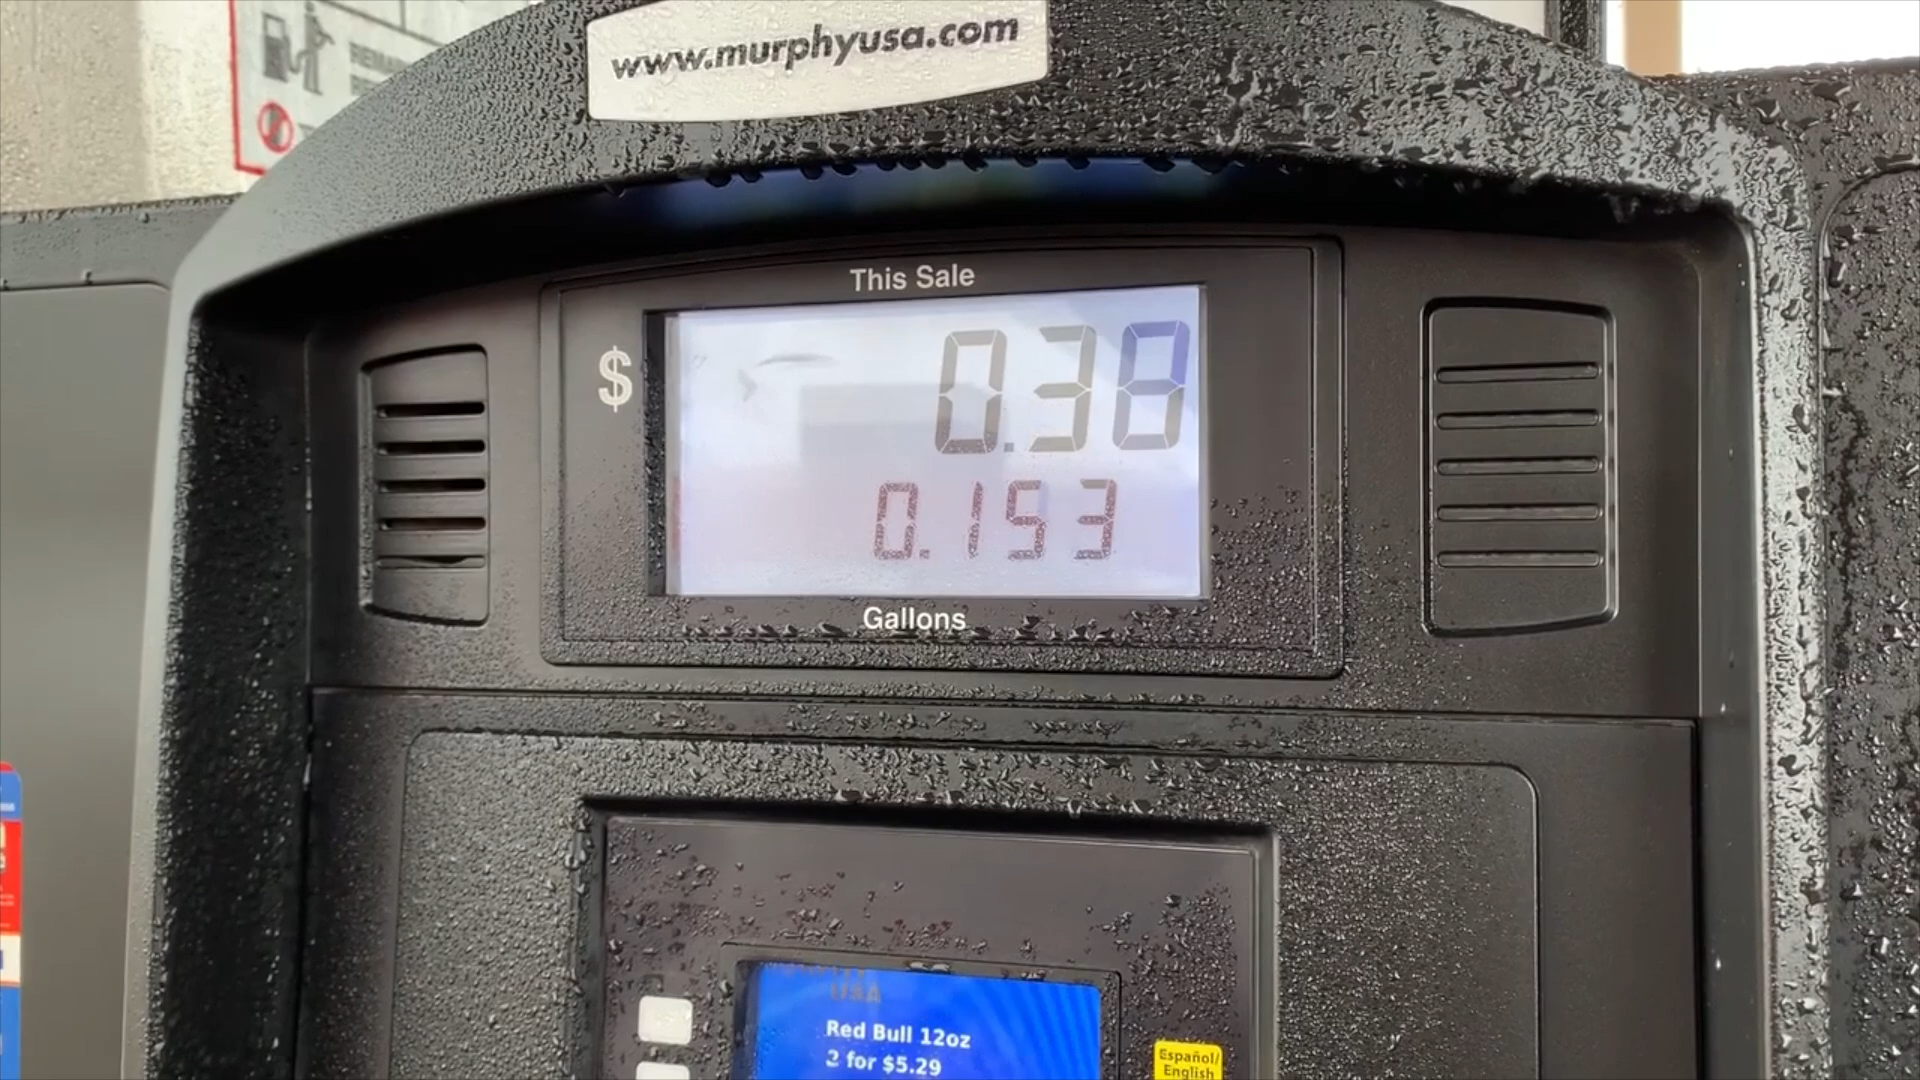 www.murphyusa.com
This Sale
$
0.38
0.153
Gallons
USA
Red Bull 12oz
2 for $5.29
Español/
English